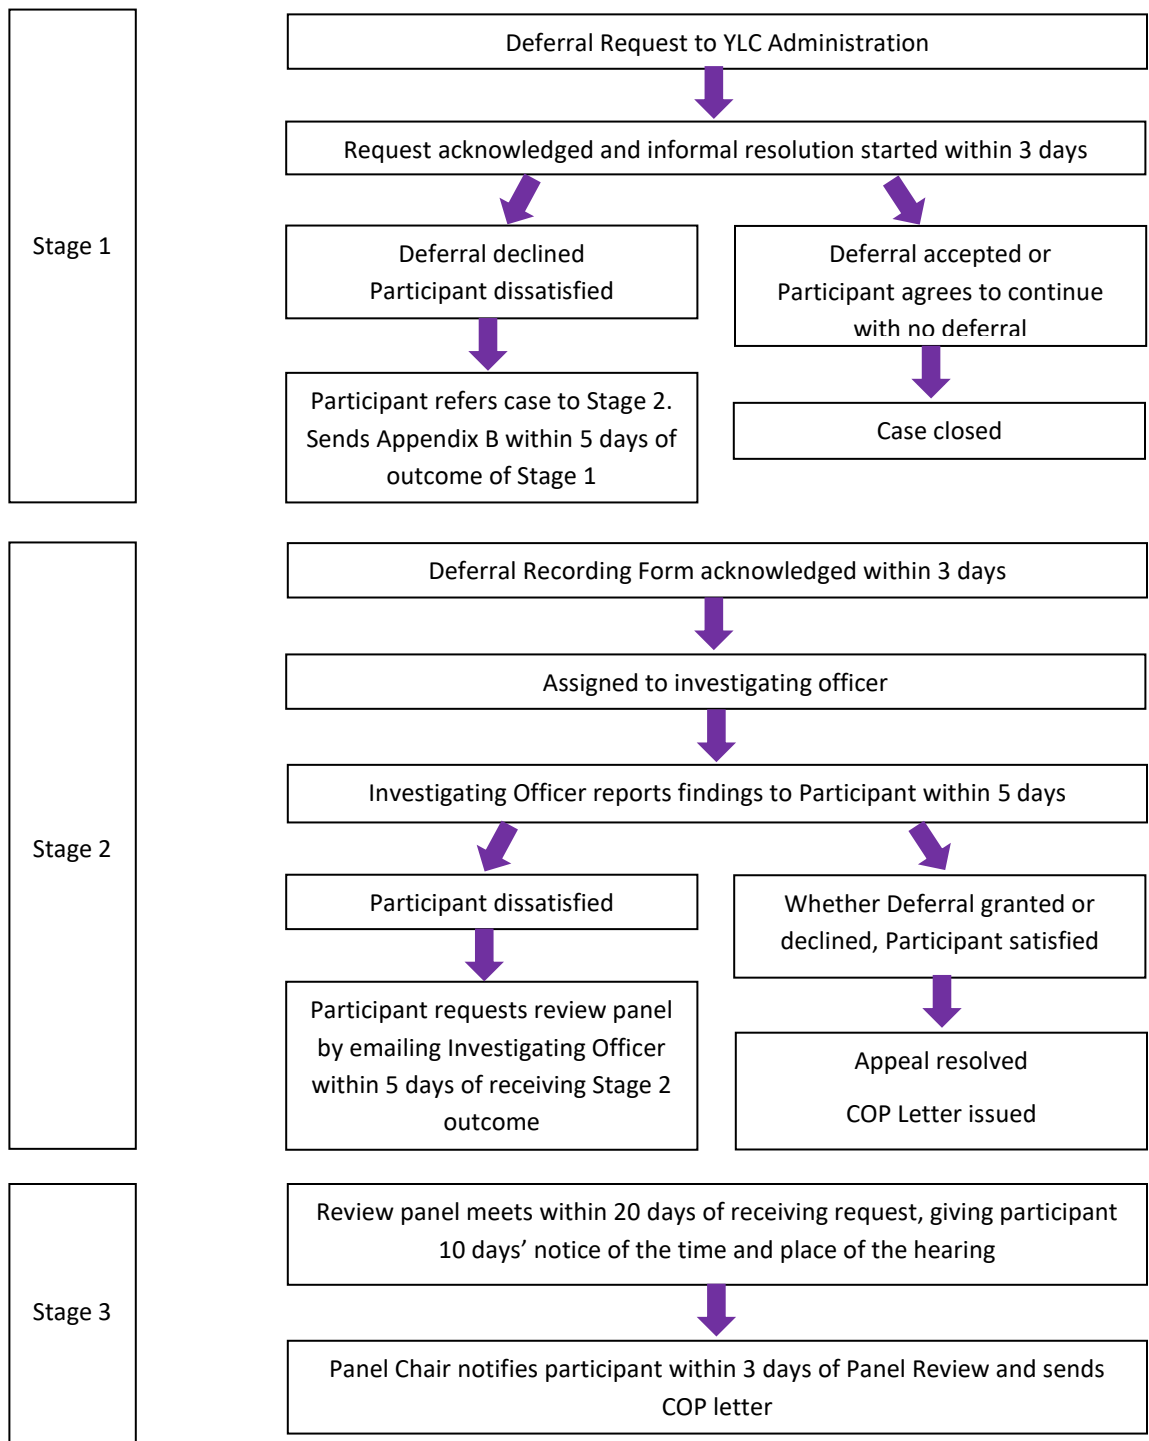 Stage 1
Deferral Request to YLC Administration
Request acknowledged and informal resolution started within 3 days
Deferral declined
Participant dissatisfied
Deferral accepted or
Participant agrees to continue
with no deferral
Participant refers case to Stage 2.
Sends Appendix B within 5 days of
outcome of Stage 1
Case closed
Stage 2
Deferral Recording Form acknowledged within 3 days
Assigned to investigating officer
Investigating Officer reports findings to Participant within 5 days
Participant dissatisfied
Whether Deferral granted or
declined, Participant satisfied
Participant requests review panel
by emailing Investigating Officer
within 5 days of receiving Stage 2
outcome
Appeal resolved
COP Letter issued
Stage 3
Review panel meets within 20 days of receiving request, giving participant
10 days’ notice of the time and place of the hearing
Panel Chair notifies participant within 3 days of Panel Review and sends
COP letter